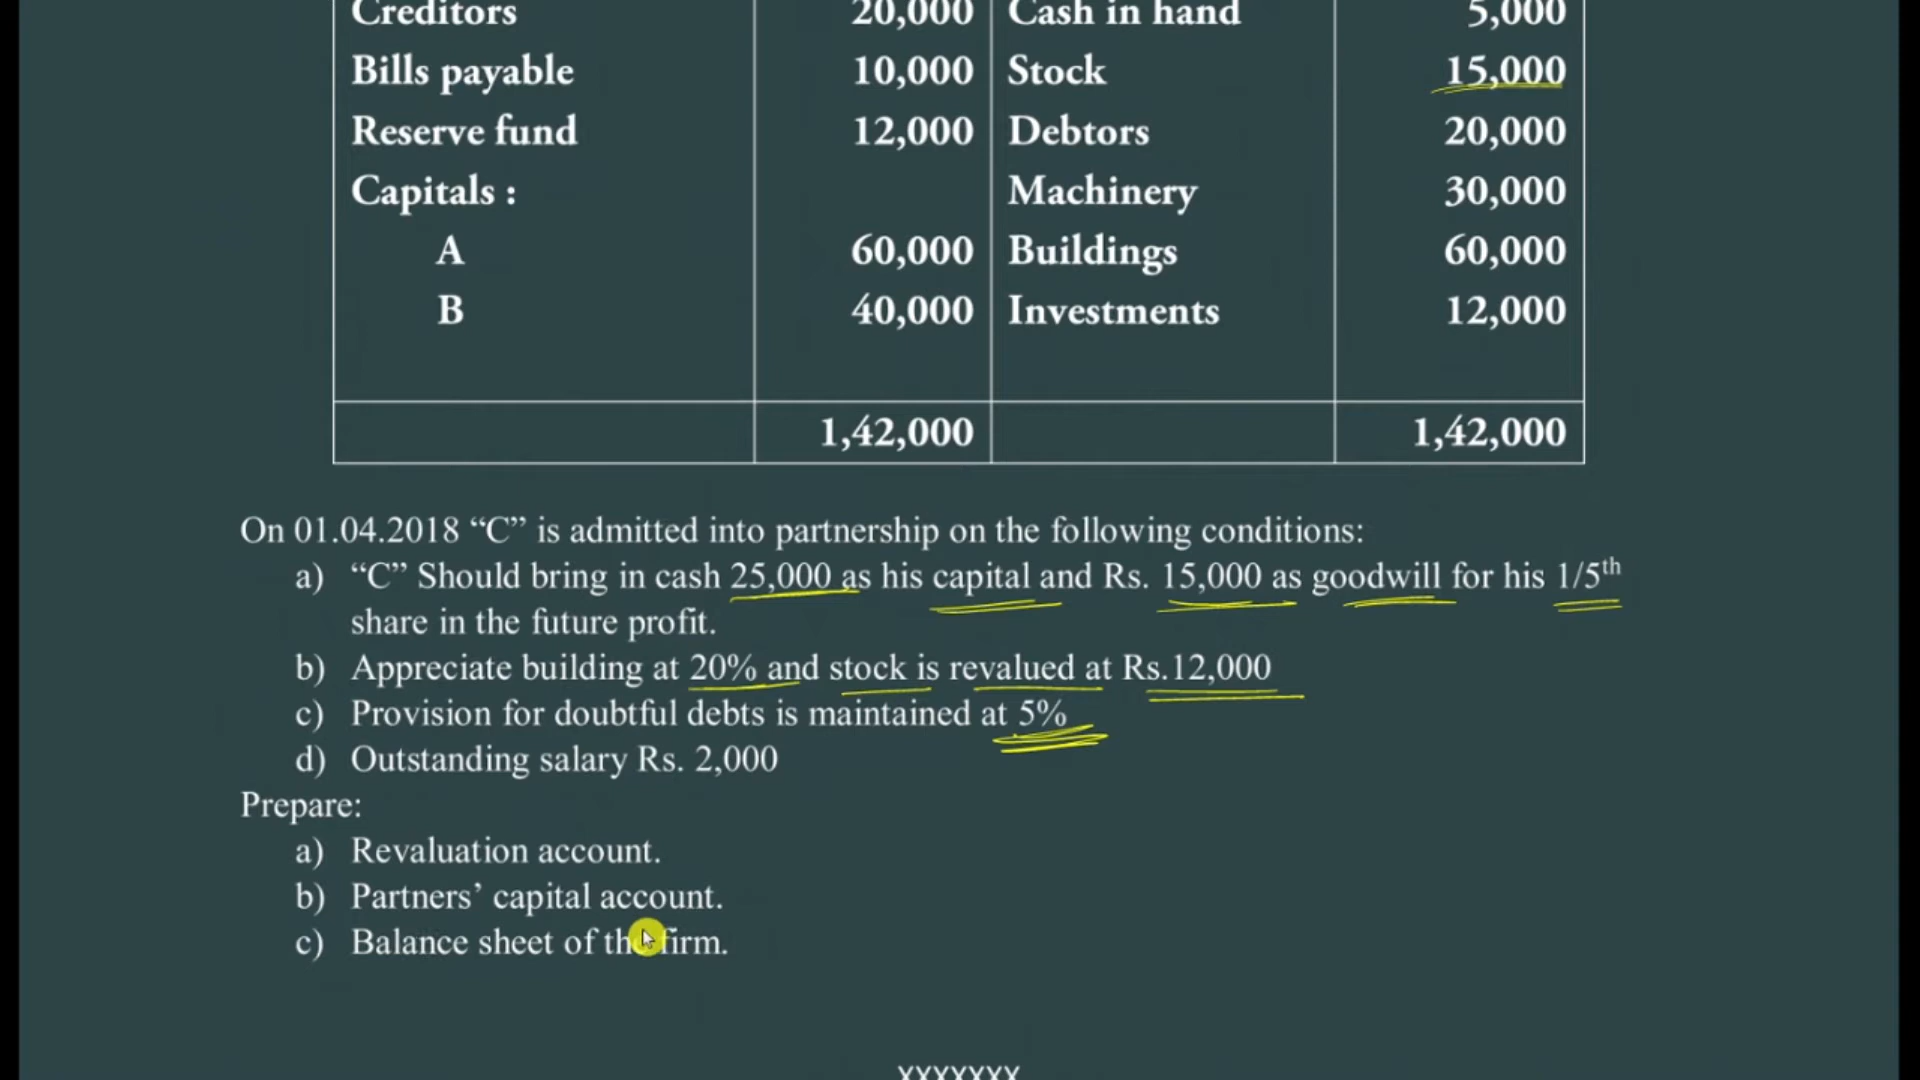 Creditors 20,000 Cash in hand 5,000
Bills payable 10,000 Stock 15,000
Reserve fund 12,000 Debtors 20,000
Capitals : Machinery 30,000
A 60,000 Buildings 60,000
B 40,000 Investments 12,000
1,42,000 1,42,000
On 01.04.2018 “C” is admitted into partnership on the following conditions:
a) “C” Should bring in cash 25,000 as his capital and Rs. 15,000 as goodwill for his 1/5th
share in the future profit.
b) Appreciate building at 20% and stock is revalued at Rs.12,000
c) Provision for doubtful debts is maintained at 5%
d) Outstanding salary Rs. 2,000
Prepare:
a) Revaluation account.
b) Partners’ capital account.
c) Balance sheet of the firm.
XXXXXXX